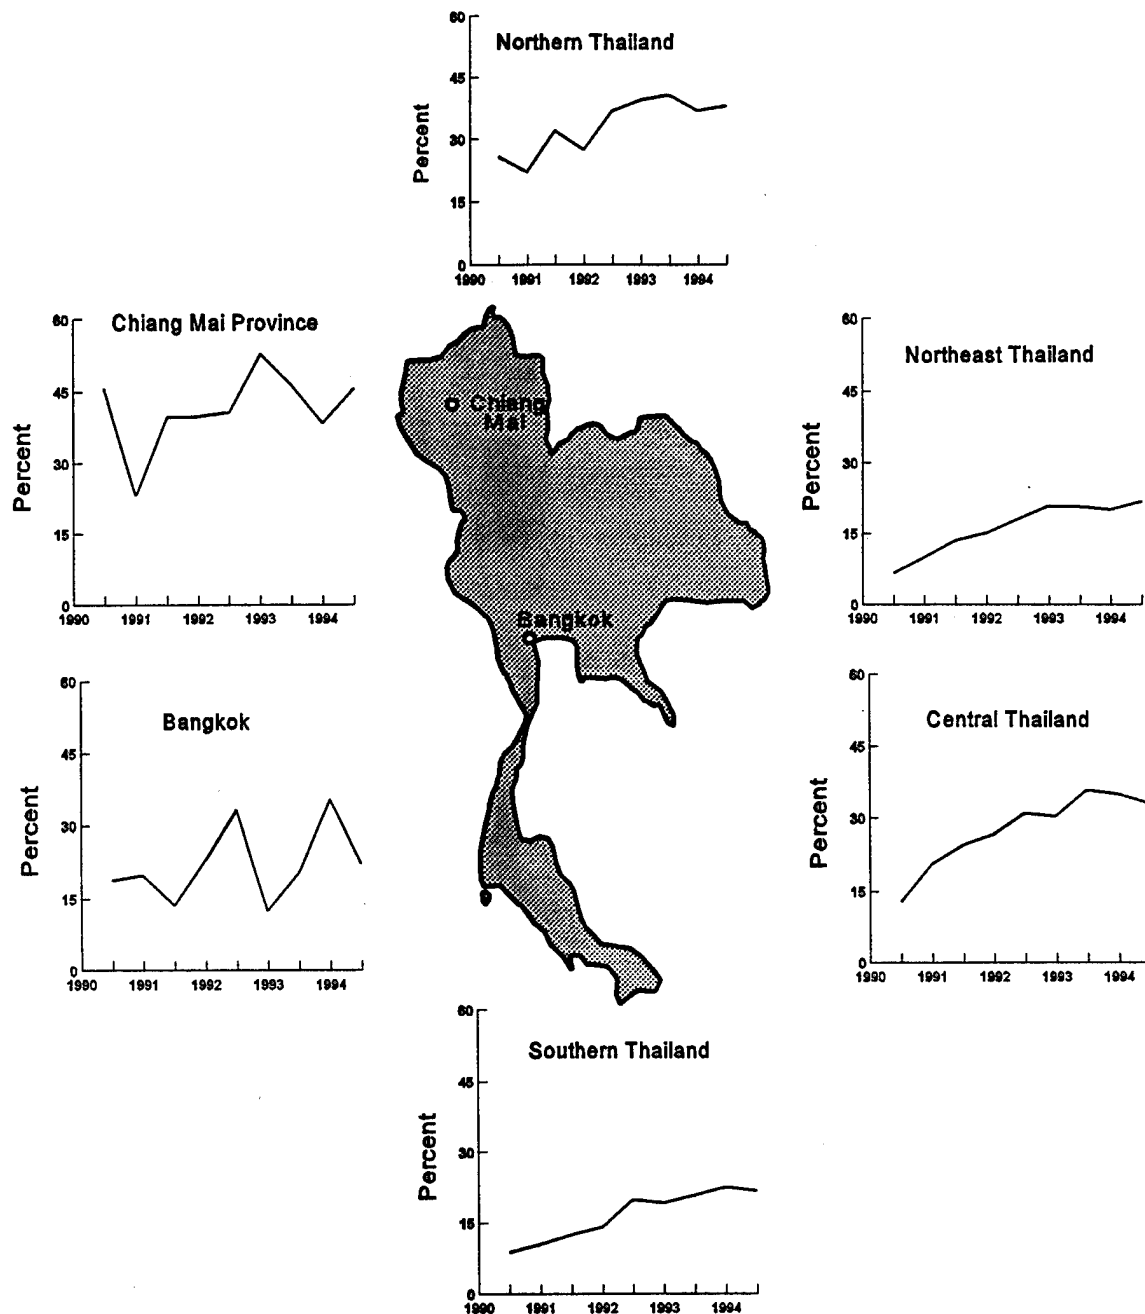 Northern Thailand
Percent
60
45
30
15
0
1990 1991 1992 1993 1994
Chiang Mai Province
Percent
60
45
30
15
0
1990 1991 1992 1993 1994
Chiang
Mai
Bangkok
Northeast Thailand
Percent
60
45
30
15
0
1990 1991 1992 1993 1994
Bangkok
Percent
60
45
30
15
0
1990 1991 1992 1993 1994
Central Thailand
Percent
60
45
30
15
0
1990 1991 1992 1993 1994
Southern Thailand
Percent
60
45
30
15
0
1990 1991 1992 1993 1994